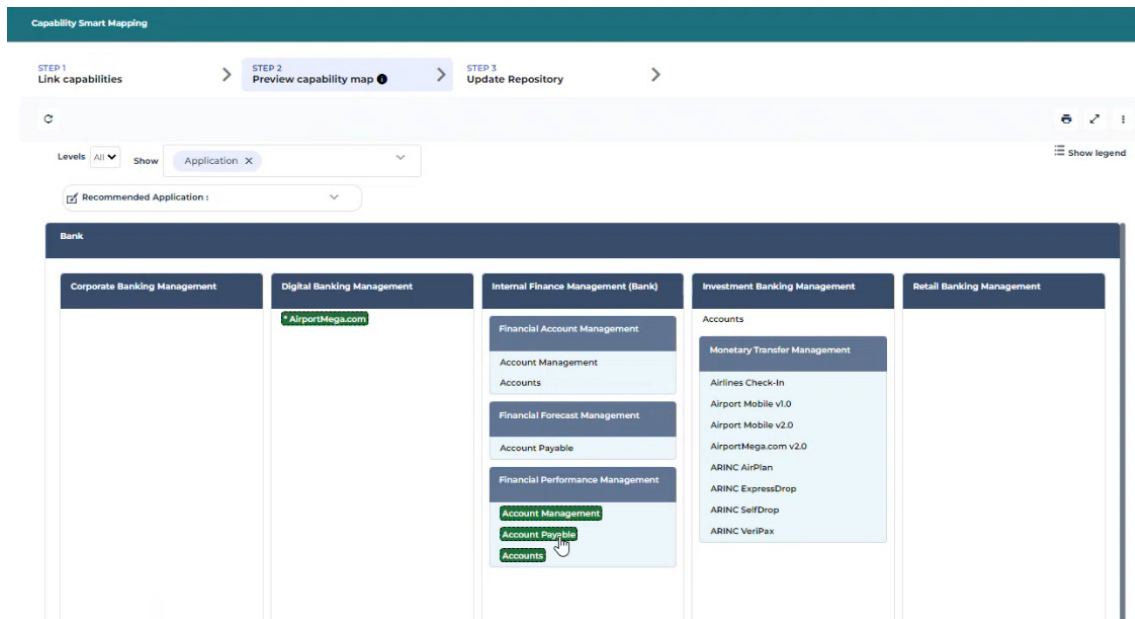 Capability Smart Mapping
STEP 1
Link capabilities
STEP 2
Preview capability map
STEP 3
Update Repository
Levels All Show Application ×
Show legend
Recommended Application :
Bank
Corporate Banking Management
Digital Banking Management
* AirportMega.com
Internal Finance Management (Bank)
Financial Account Management
Account Management
Accounts
Financial Forecast Management
Account Payable
Financial Performance Management
Account Management
Account Payable
Accounts
Investment Banking Management
Accounts
Monetary Transfer Management
Airlines Check-In
Airport Mobile v1.0
Airport Mobile v2.0
AirportMega.com v2.0
ARINC AirPlan
ARINC ExpressDrop
ARINC SelfDrop
ARINC VeriPax
Retail Banking Management